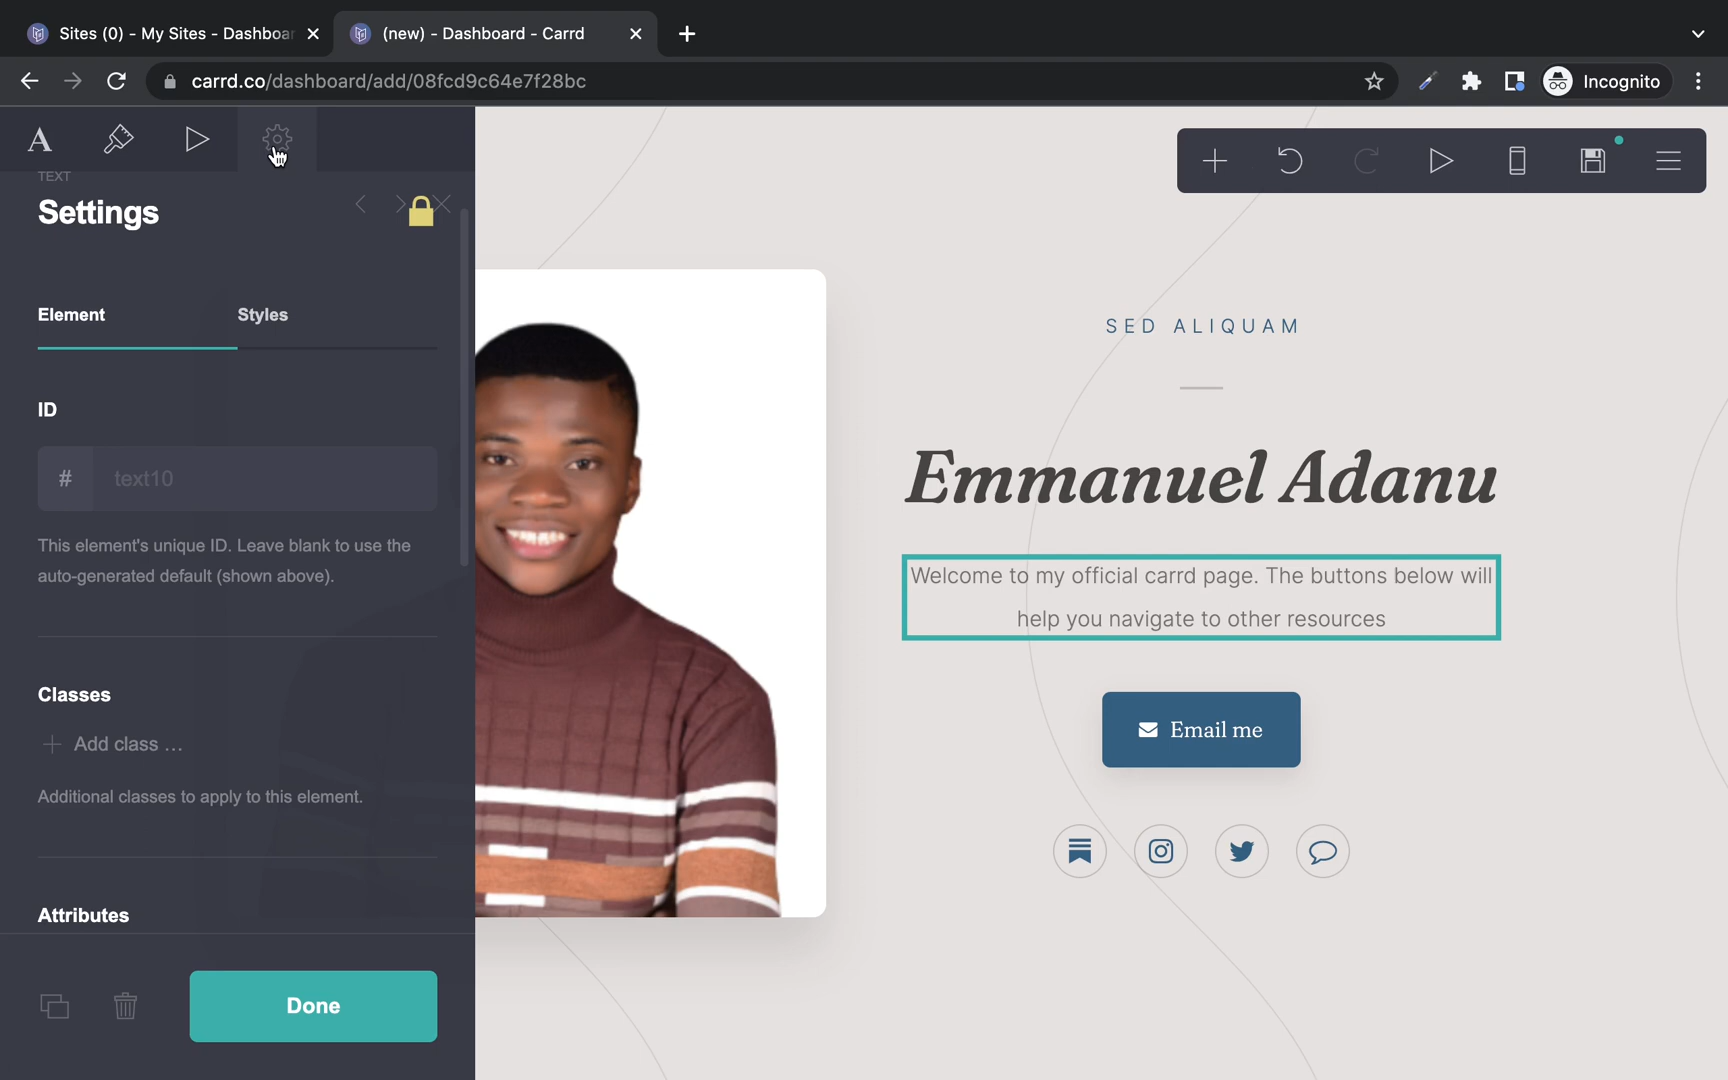 Sites (0) - My Sites - Dashboar
(new) - Dashboard - Carrd
carrd.co/dashboard/add/08fcd9c64e7f28bc
Incognito
A
TEXT
Settings
Element
Styles
ID
# text10
This element's unique ID. Leave blank to use the
auto-generated default (shown above).
Classes
Add class ...
Additional classes to apply to this element.
Attributes
Done
SED ALIQUAM
Emmanuel Adanu
Welcome to my official carrd page. The buttons below will
help you navigate to other resources
Email me